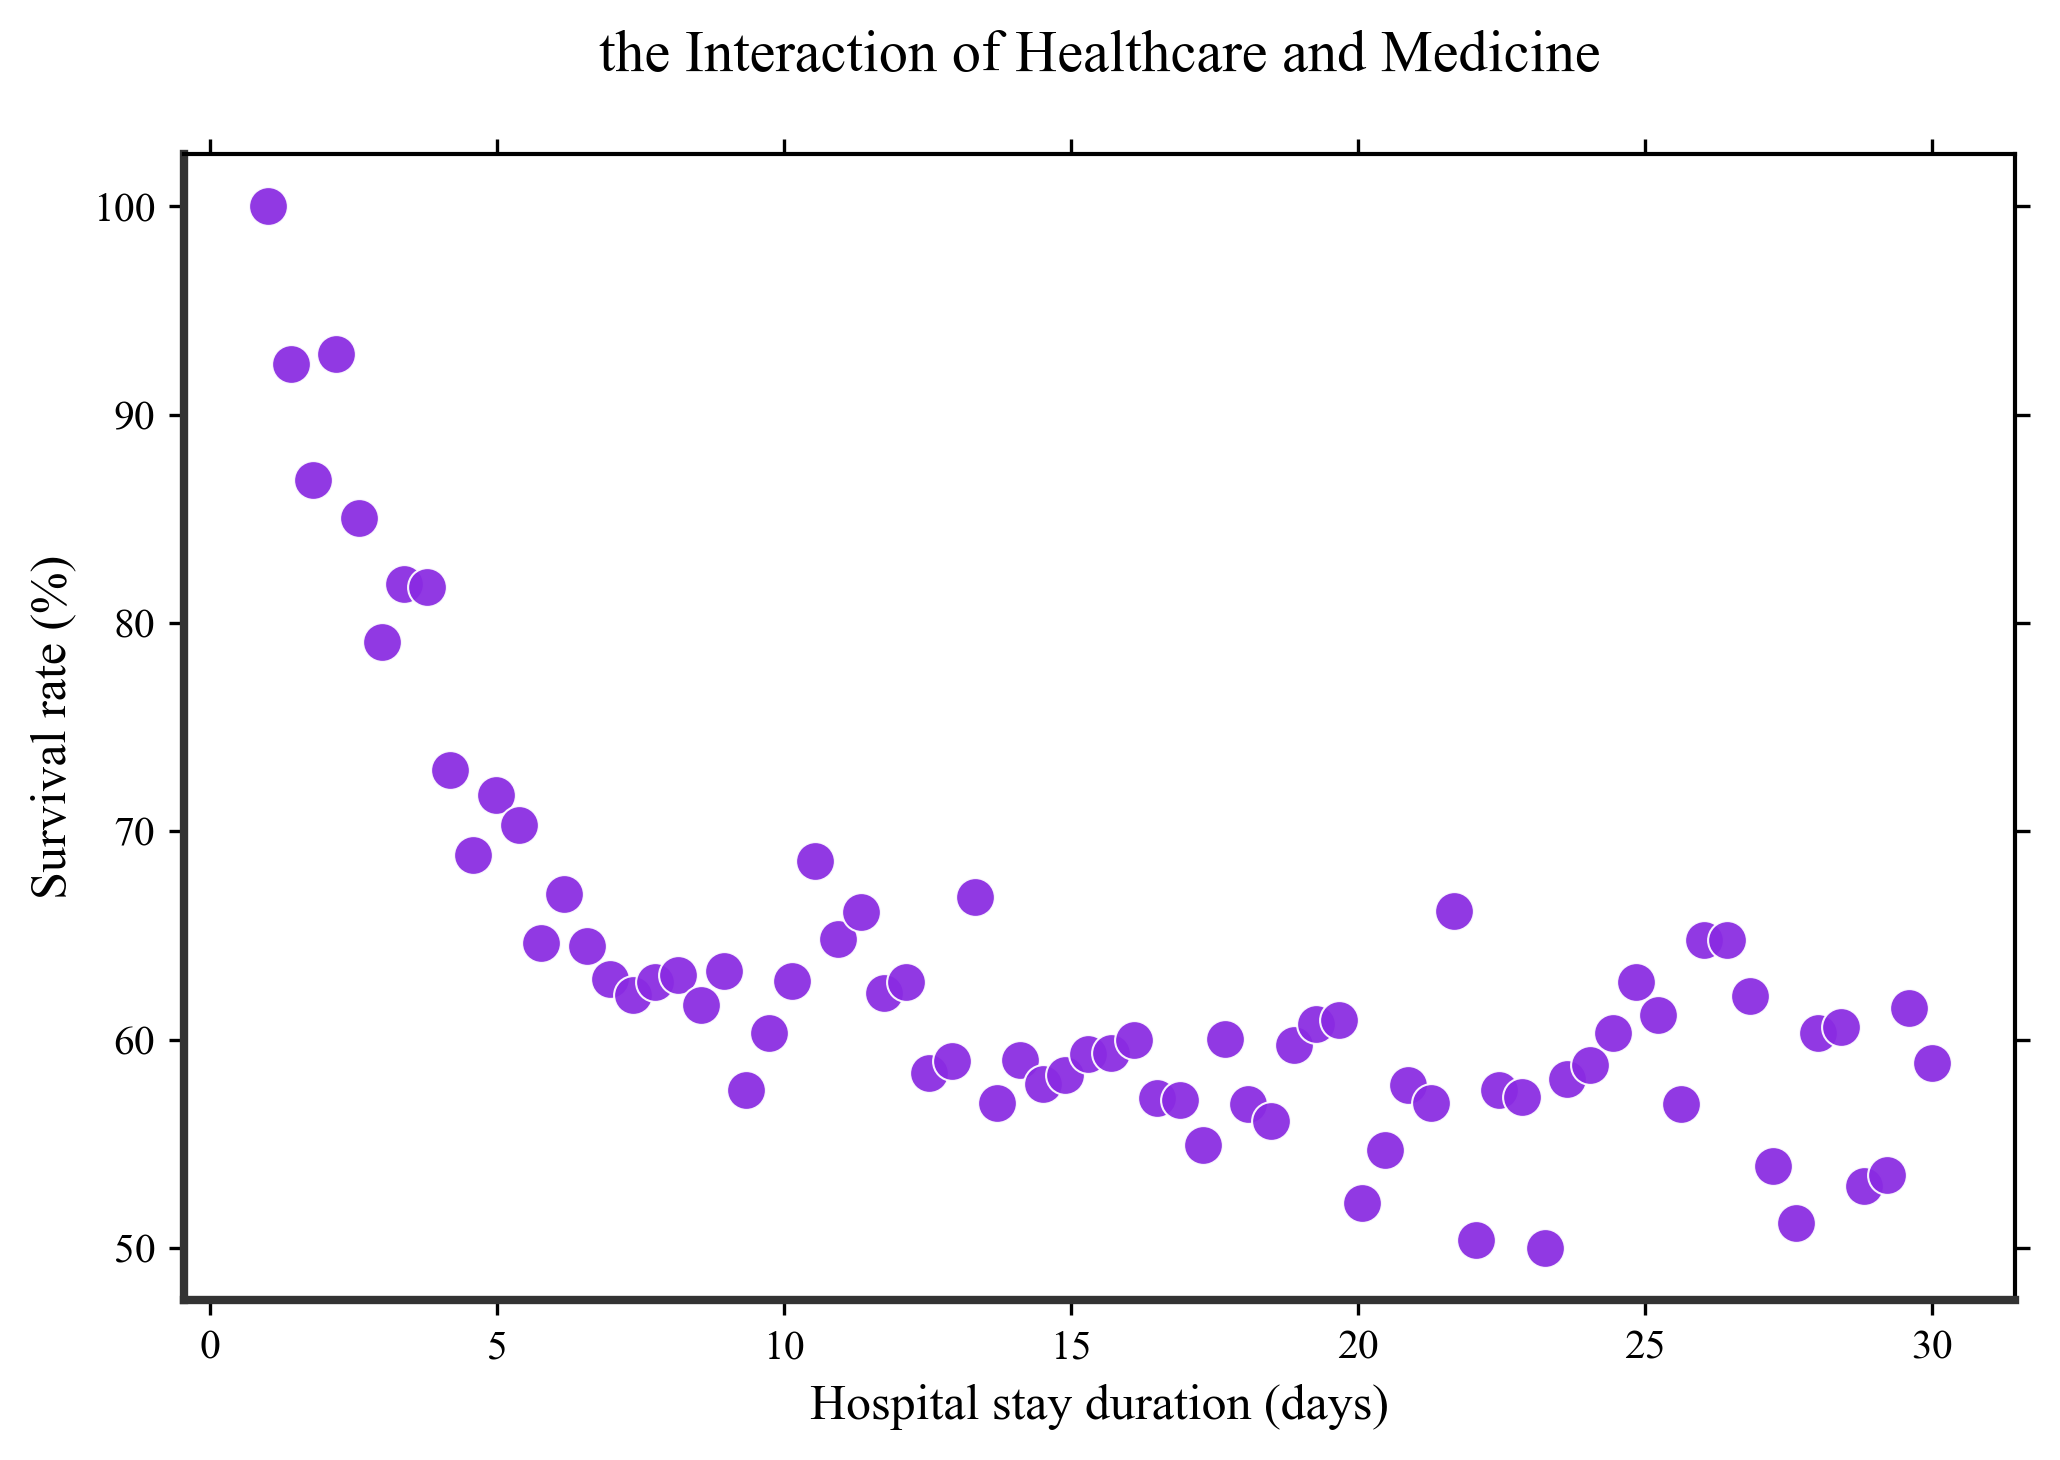 the Interaction of Healthcare and Medicine
100
90
80
70
60
50
Survival rate (%)
0 5 10 15 20 25 30
Hospital stay duration (days)